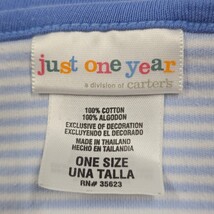 just one year
a division of carter's
100% COTTON
100% ALGODON
EXCLUSIVE OF DECORATION
EXCLUYENDO EL DECORADO
MADE IN THAILAND
HECHO EN TAILANDIA
ONE SIZE
UNA TALLA
RN# 35623